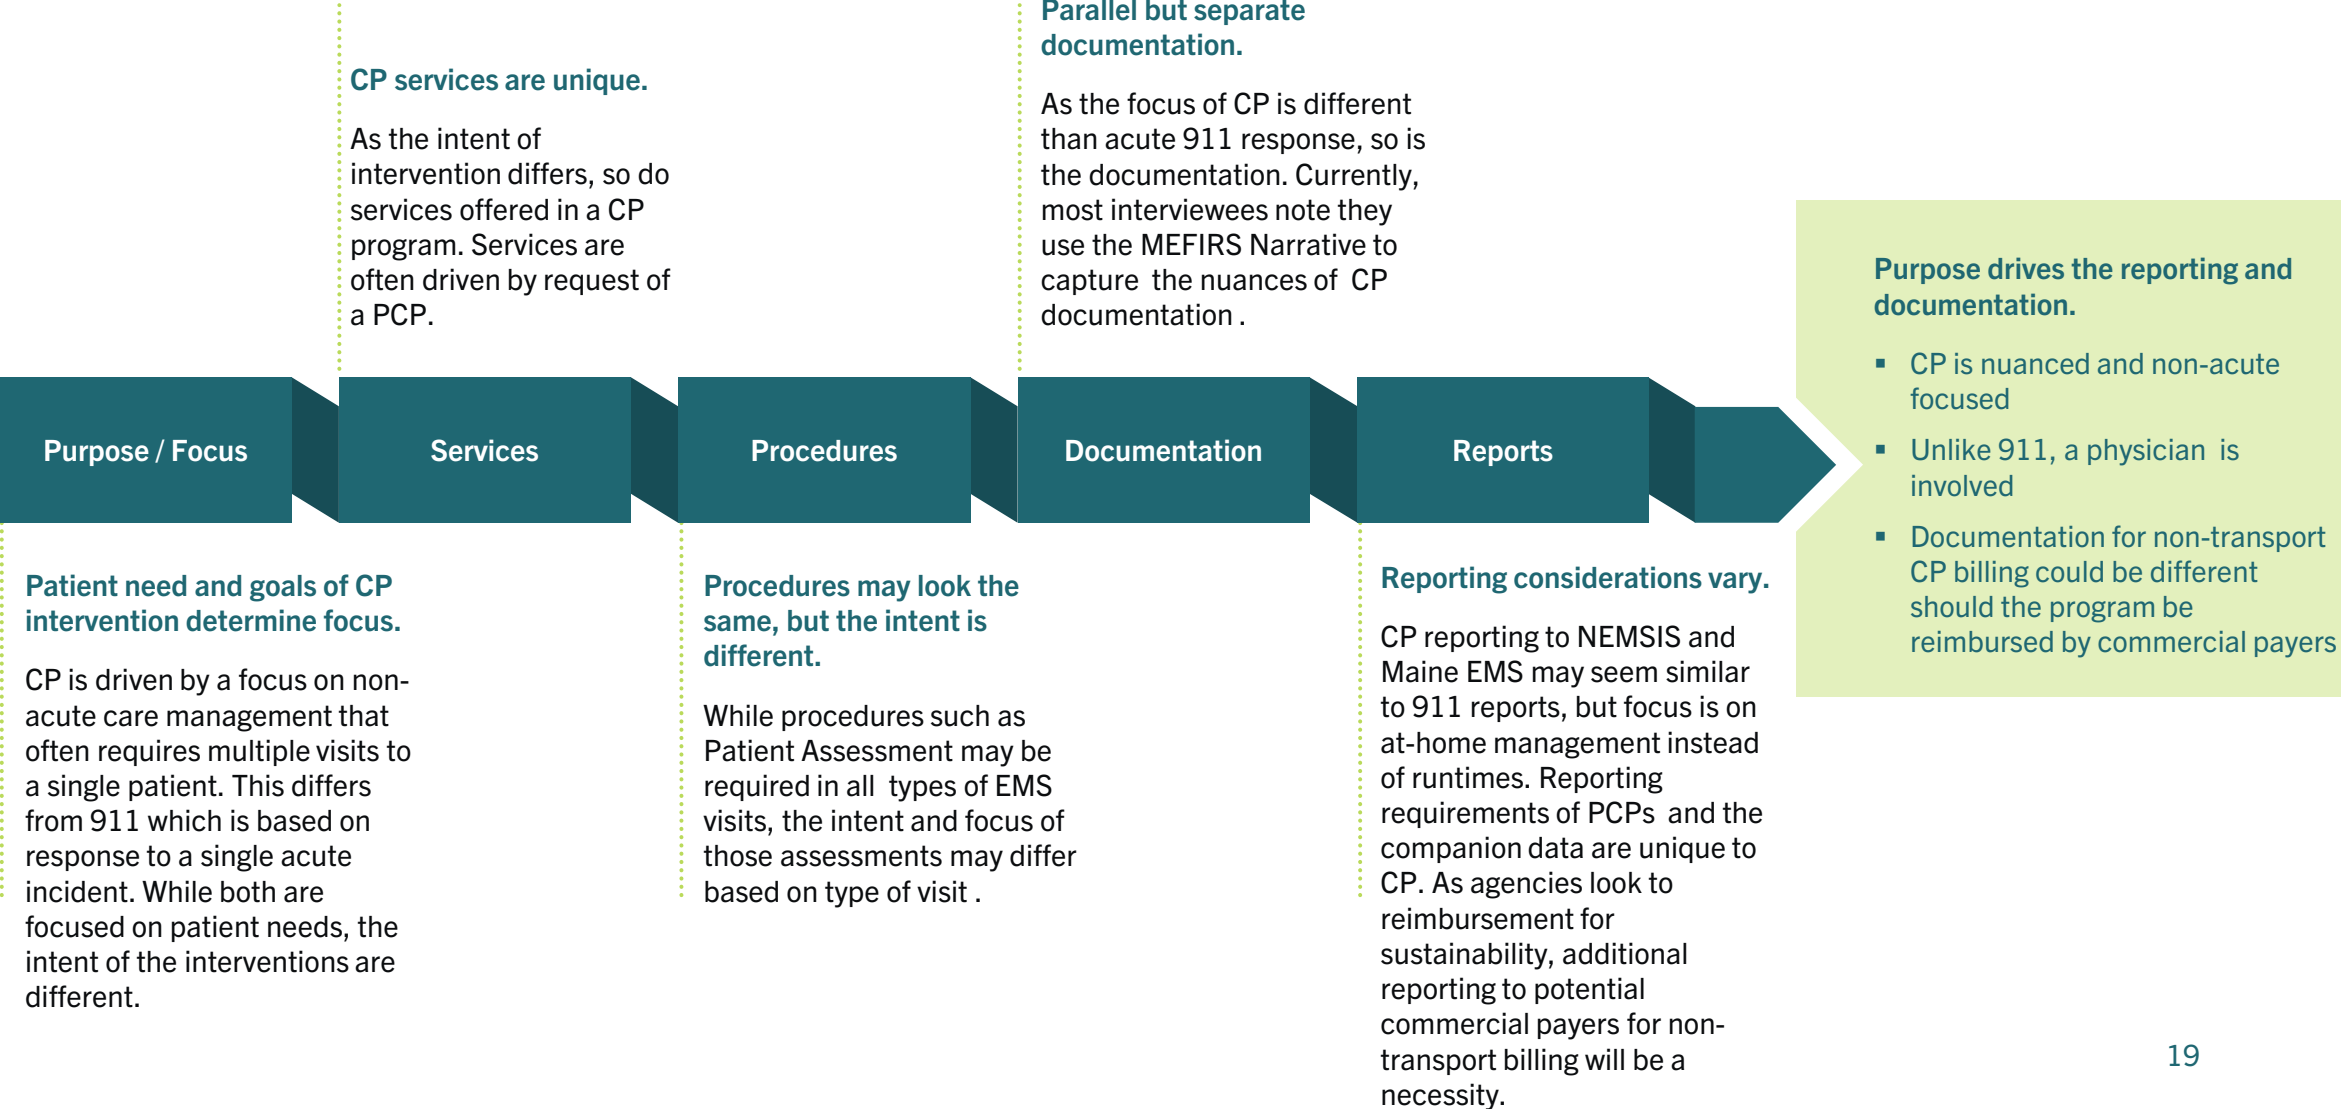 Parallel but separate
documentation.
As the focus of CP is different
than acute 911 response, so is
the documentation. Currently,
most interviewees note they
use the MEFIRS Narrative to
capture  the nuances of  CP
documentation .
CP services are unique.
As the intent of
intervention differs, so do
services offered in a CP
program. Services are
often driven by request of
a PCP.
Purpose / Focus
Services
Procedures
Documentation
Reports
Patient need and goals of CP
intervention determine focus.
CP is driven by a focus on non-
acute care management that
often requires multiple visits to
a single patient. This differs
from 911 which is based on
response to a single acute
incident. While both are
focused on patient needs, the
intent of the interventions are
different.
Procedures may look the
same, but the intent is
different.
While procedures such as
Patient Assessment may be
required in all  types of EMS
visits, the intent and focus of
those assessments may differ
based on type of visit .
Reporting considerations vary.
CP reporting to NEMSIS and
Maine EMS may seem similar
to 911 reports, but focus is on
at-home management instead
of runtimes. Reporting
requirements of PCPs  and the
companion data are unique to
CP. As agencies look to
reimbursement for
sustainability, additional
reporting to potential
commercial payers for non-
transport billing will be a
necessity.
Purpose drives the reporting and
documentation.
▪ CP is nuanced and non-acute
focused
▪ Unlike 911, a physician  is
involved
▪ Documentation for non-transport
CP billing could be different
should the program be
reimbursed by commercial payers
19